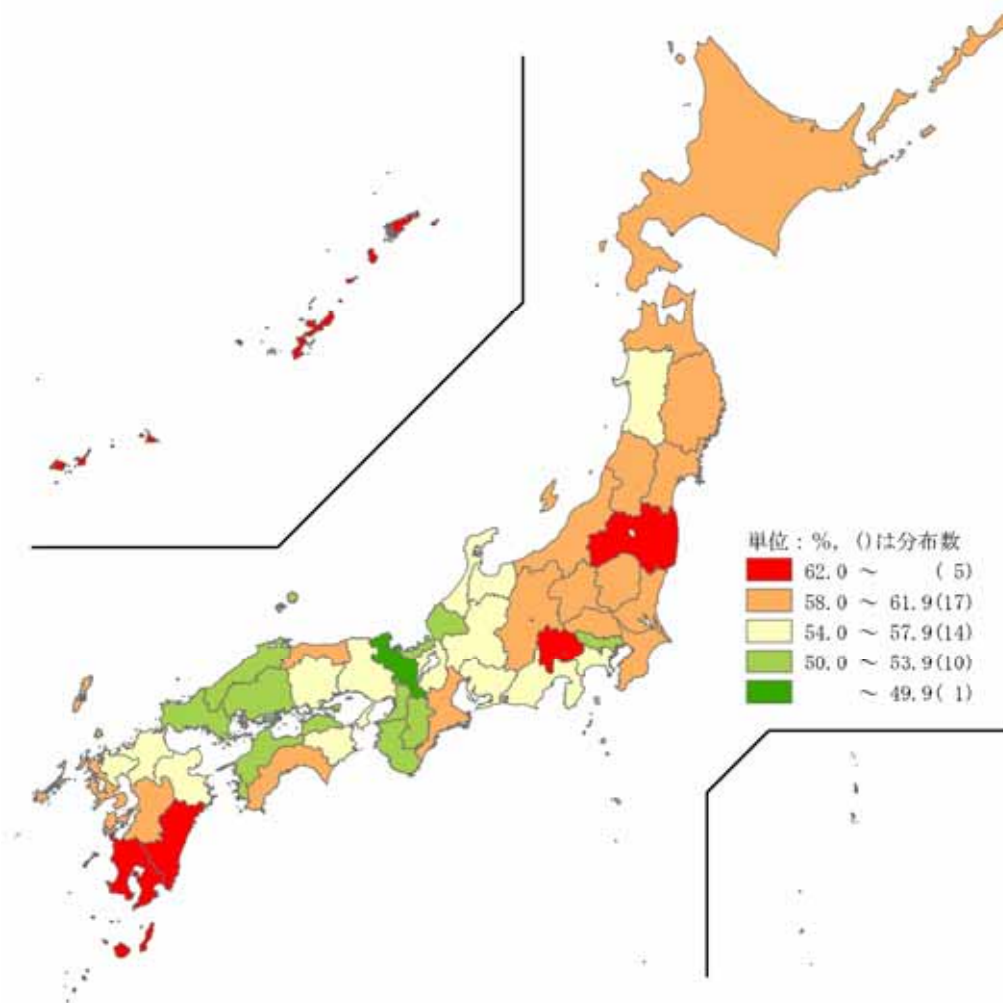 単位：%，()は分布数
62.0 ～ ( 5)
58.0 ～ 61.9(17)
54.0 ～ 57.9(14)
50.0 ～ 53.9(10)
～ 49.9( 1)